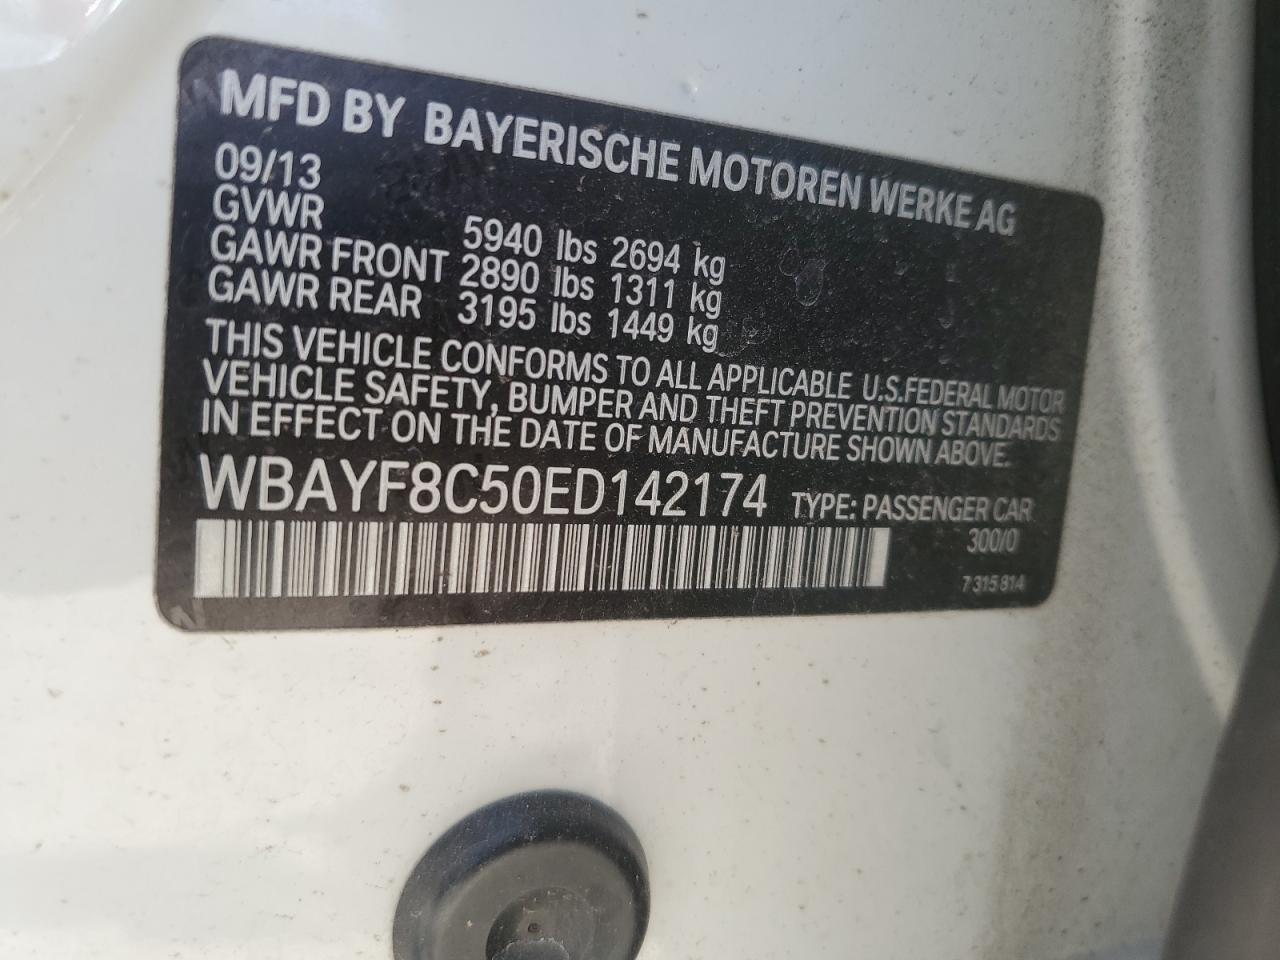 MFD BY BAYERISCHE MOTOREN WERKE AG
09/13
GVWR 5940 lbs 2694 kg
GAWR FRONT 2890 lbs 1311 kg
GAWR REAR 3195 lbs 1449 kg
THIS VEHICLE CONFORMS TO ALL APPLICABLE U.S.FEDERAL MOTOR
VEHICLE SAFETY, BUMPER AND THEFT PREVENTION STANDARDS
IN EFFECT ON THE DATE OF MANUFACTURE SHOWN ABOVE.
WBAYF8C50ED142174 TYPE: PASSENGER CAR
300/0
7 315 814